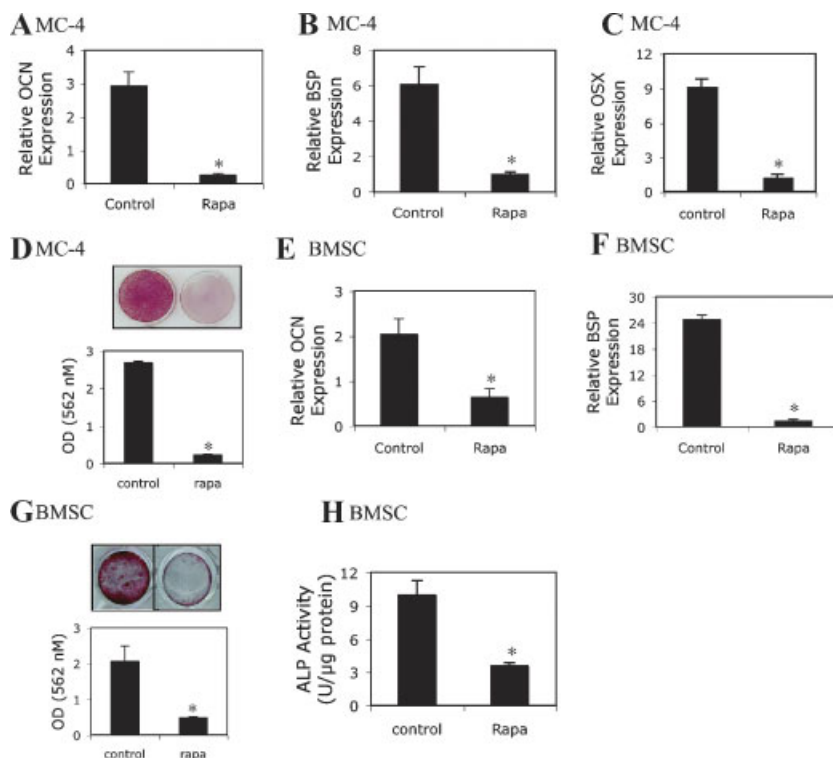 A MC-4
Relative OCN
Expression
4
3
2
1
0
*
Control Rapa
B MC-4
Relative BSP
Expression
8
6
4
2
0
*
Control Rapa
C MC-4
Relative OSX
Expression
12
9
6
3
0
*
control Rapa
D MC-4
OD (562 nM)
3
2
1
0
*
control rapa
E BMSC
Relative OCN
Expression
3
2
1
0
*
Control Rapa
F BMSC
Relative BSP
Expression
30
24
18
12
6
0
*
Control Rapa
G BMSC
OD (562 nM)
3
2
1
0
*
control rapa
H BMSC
ALP Activity
(U/µg protein)
12
9
6
3
0
*
control Rapa